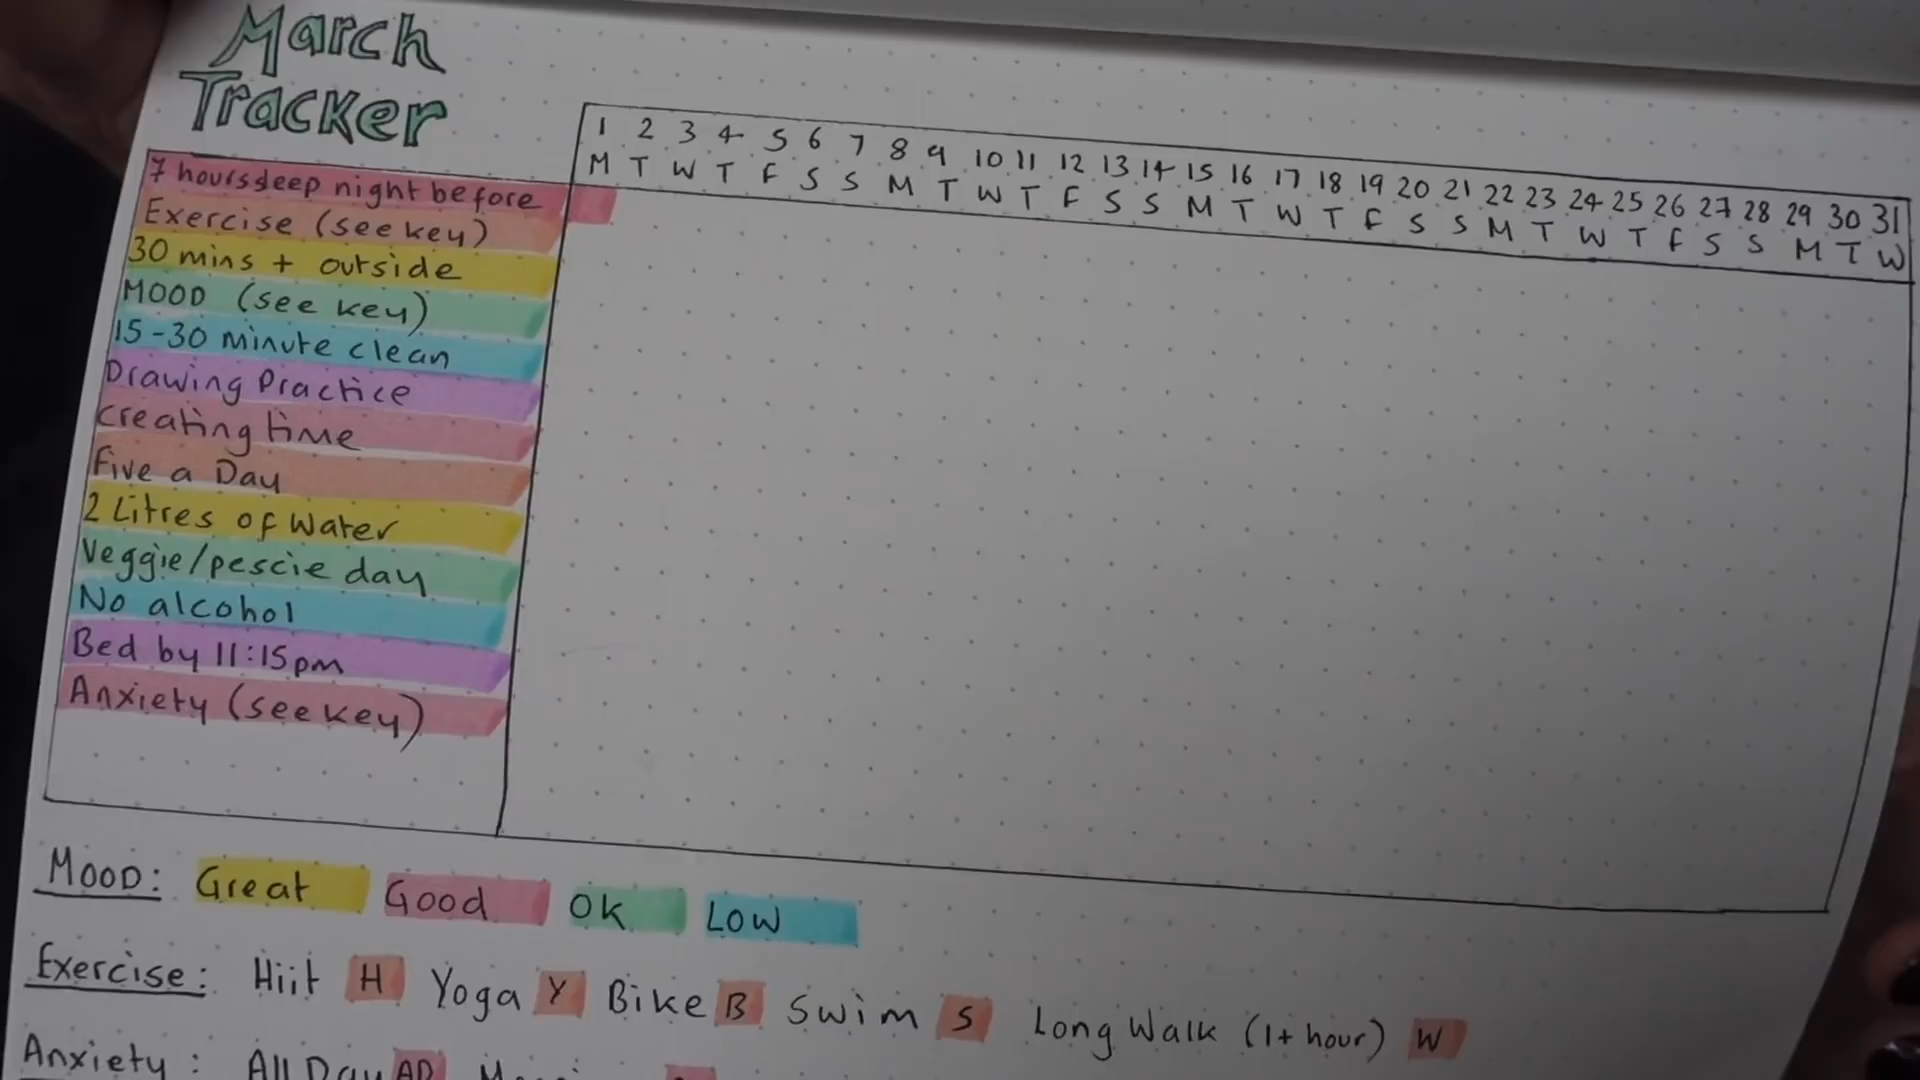 March
Tracker
1 2 3 4 5 6 7 8 9 10 11 12 13 14 15 16 17 18 19 20 21 22 23 24 25 26 27 28 29 30 31
M T W T F S S M T W T F S S M T W T F S S M T W T F S S M T W
7 hours sleep night before
Exercise (see key)
30 mins + outside
MOOD (see key)
15-30 minute clean
Drawing Practice
Creating time
Five a Day
2 Litres of Water
Veggie/pescie day
No alcohol
Bed by 11:15pm
Anxiety (see key)
MOOD: Great Good OK LOW
Exercise: Hiit H Yoga Y Bike B Swim S Long Walk (1+ hour) W
Anxiety: All Day AD